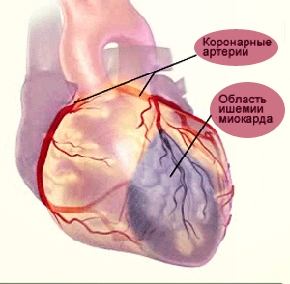 Коронарные
артерии
Область
ишемии
миокарда